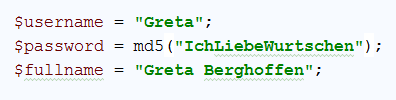 $username = "Greta";
$password = md5("IchLiebeWurtschen");
$fullname = "Greta Berghoffen";